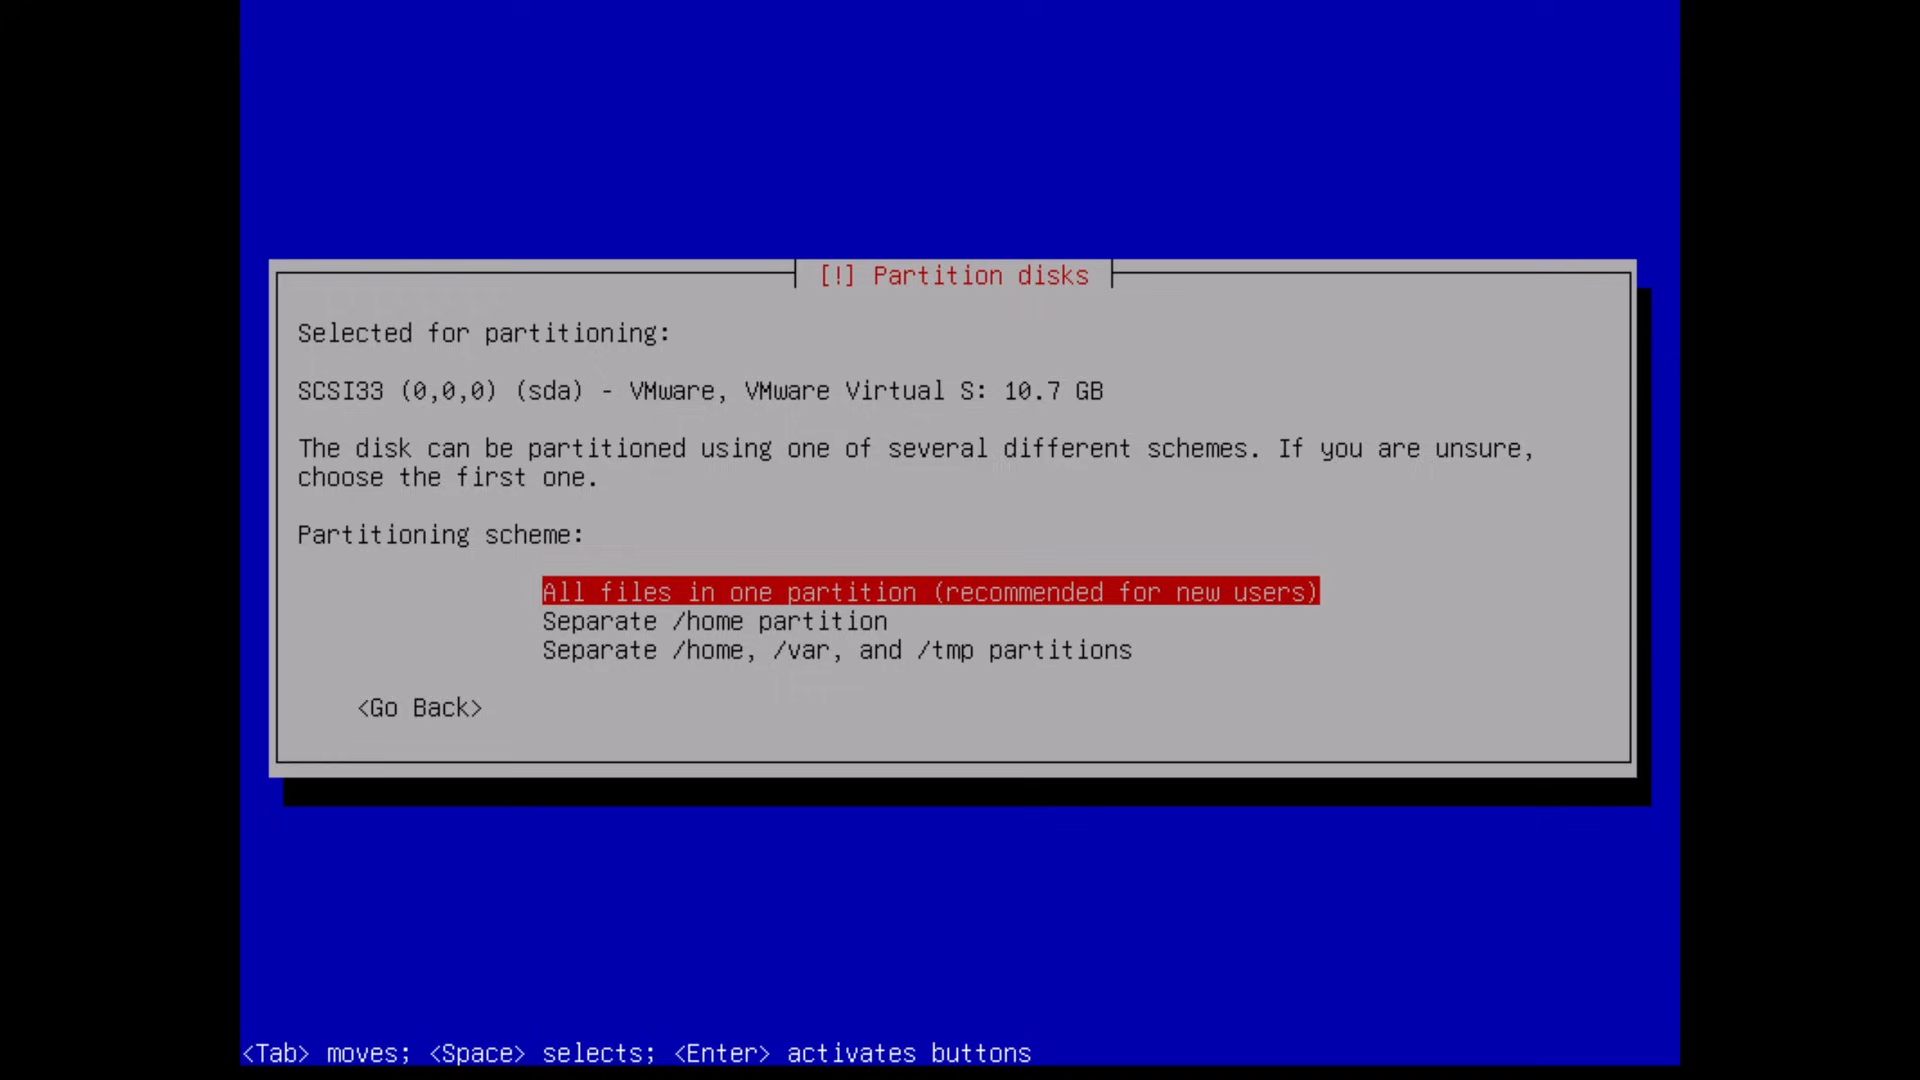 [!] Partition disks
Selected for partitioning:
SCSI33 (0,0,0) (sda) - VMware, VMware Virtual S: 10.7 GB
The disk can be partitioned using one of several different schemes. If you are unsure,
choose the first one.
Partitioning scheme:
All files in one partition (recommended for new users)
Separate /home partition
Separate /home, /var, and /tmp partitions
<Go Back>
<Tab> moves; <Space> selects; <Enter> activates buttons